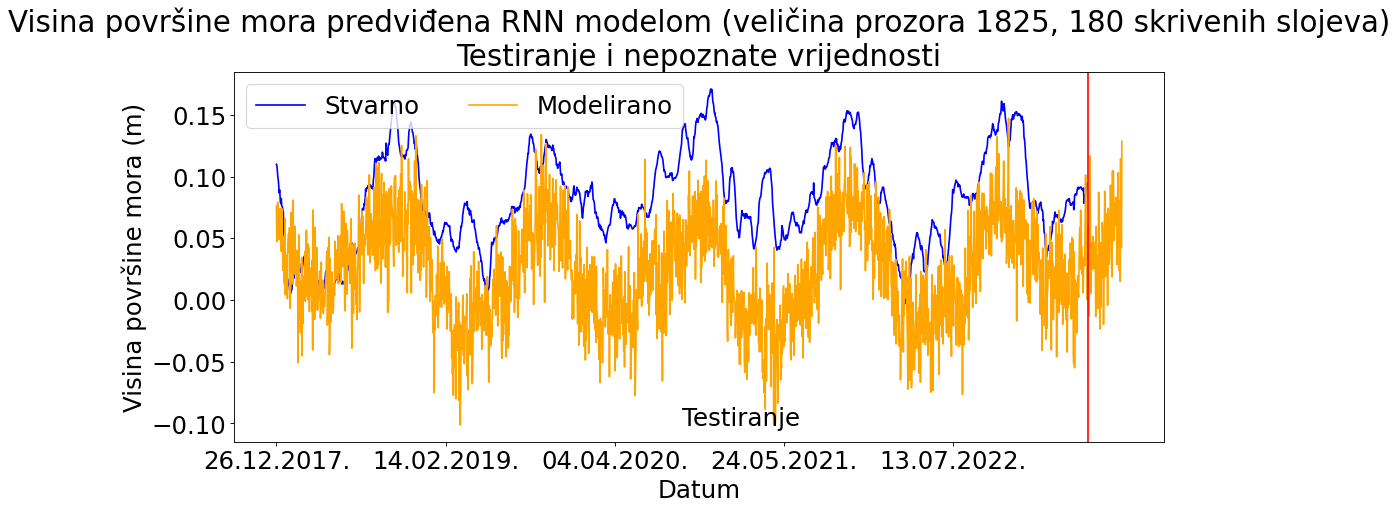 Visina površine mora predviđena RNN modelom (veličina prozora 1825, 180 skrivenih slojeva)
Testiranje i nepoznate vrijednosti
Stvarno
Modelirano
Visina površine mora (m)
0.15
0.10
0.05
0.00
−0.05
−0.10
Testiranje
26.12.2017.
14.02.2019.
04.04.2020.
24.05.2021.
13.07.2022.
Datum